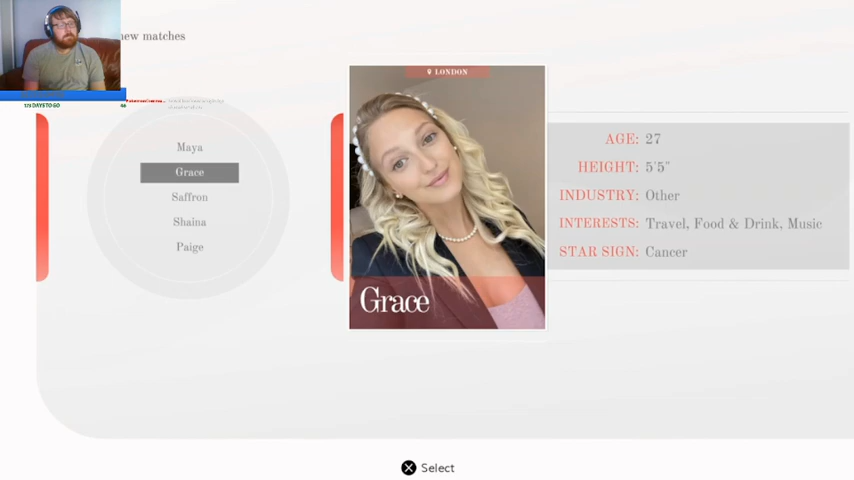 new matches
LONDON
173 DAYS TO GO
Maya
Grace
Saffron
Shaina
Paige
Grace
AGE: 27
HEIGHT: 5'5"
INDUSTRY: Other
INTERESTS: Travel, Food & Drink, Music
STAR SIGN: Cancer
Select